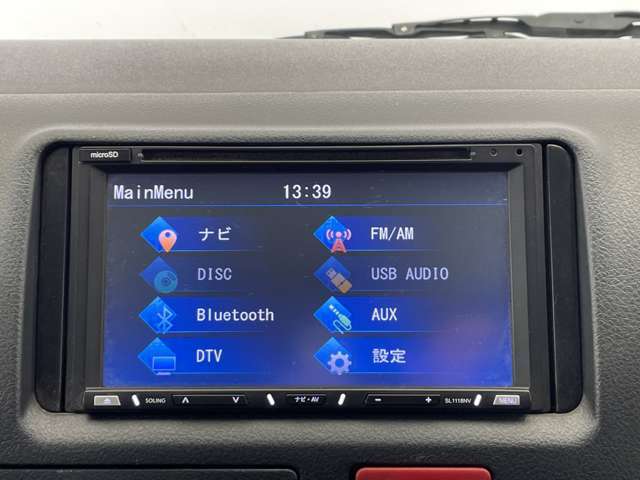 microSD
MainMenu 13:39
ナビ FM/AM
DISC USB AUDIO
Bluetooth AUX
DTV 設定
SOLING ∧ ∨ ナビ・AV − + SL1118NV MENU